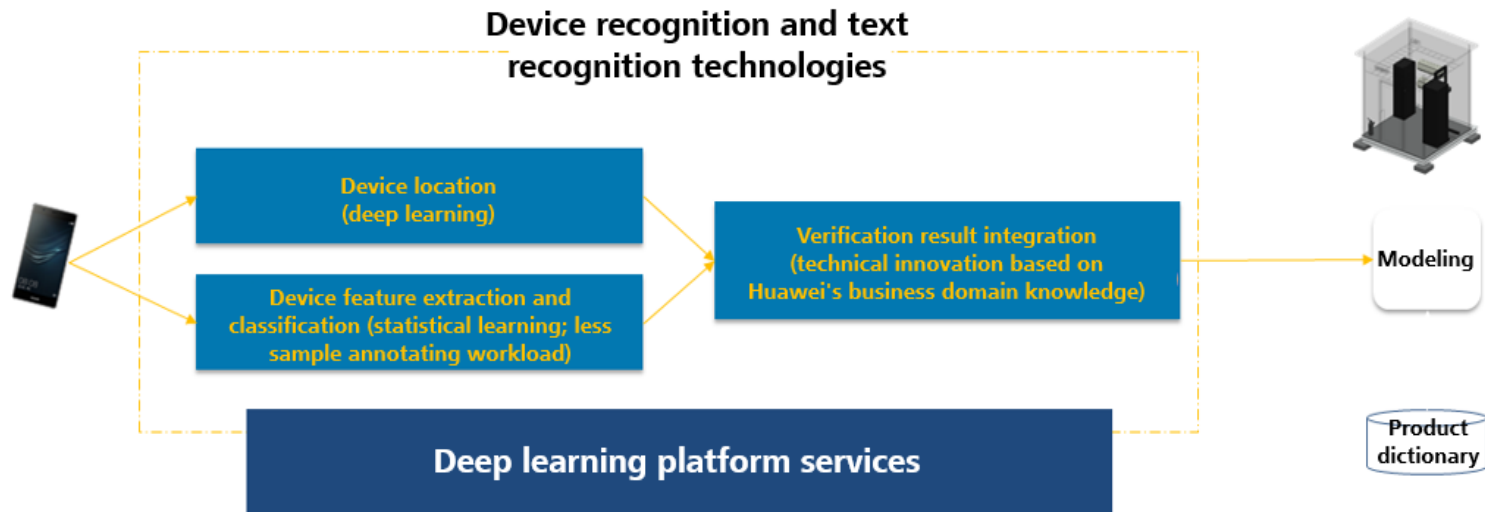 Device recognition and text
recognition technologies
Device location
(deep learning)
Device feature extraction and
classification (statistical learning; less
sample annotating workload)
Verification result integration
(technical innovation based on
Huawei's business domain knowledge)
Modeling
Product
dictionary
Deep learning platform services